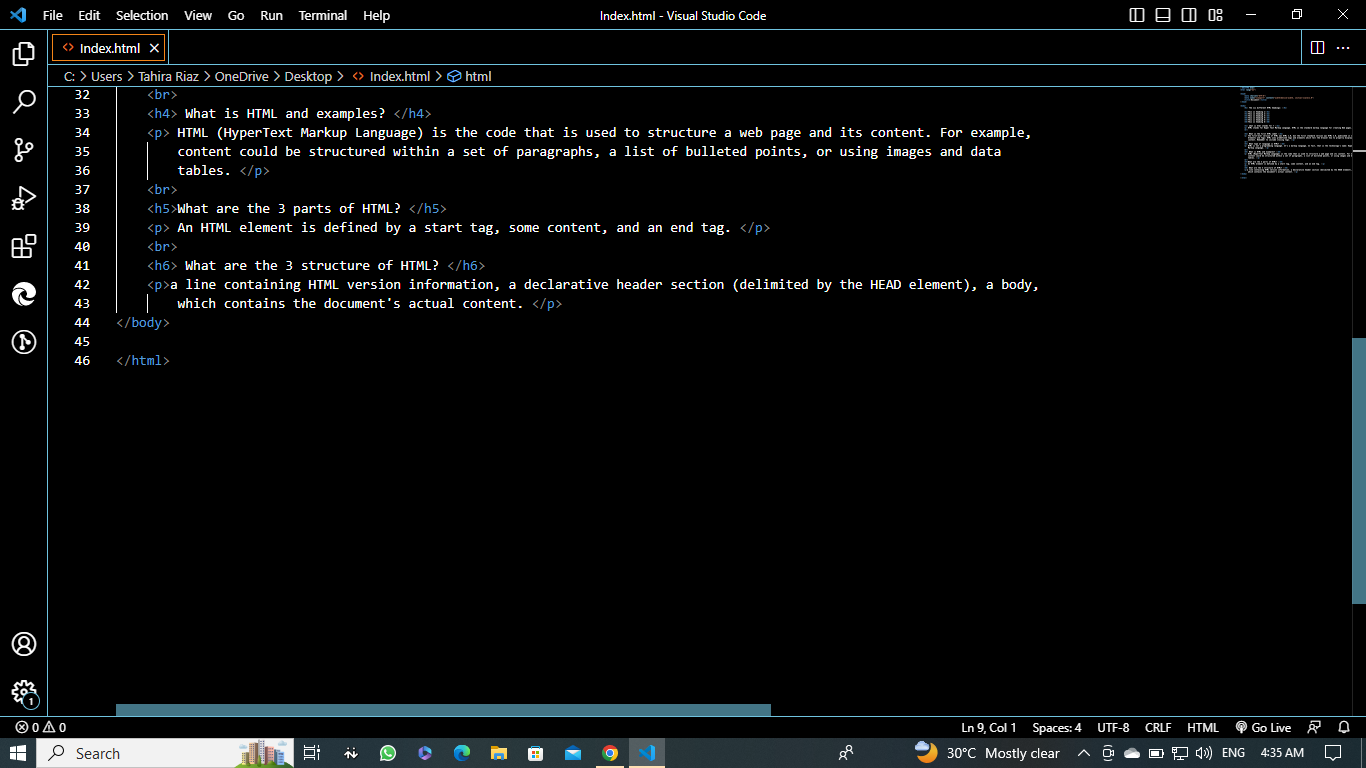 File Edit Selection View Go Run Terminal Help Index.html - Visual Studio Code
<> Index.html ×
C: > Users > Tahira Riaz > OneDrive > Desktop > <> Index.html > html
32 <br>
33 <h4> What is HTML and examples? </h4>
34 <p> HTML (HyperText Markup Language) is the code that is used to structure a web page and its content. For example,
35 content could be structured within a set of paragraphs, a list of bulleted points, or using images and data
36 tables. </p>
37 <br>
38 <h5>What are the 3 parts of HTML? </h5>
39 <p> An HTML element is defined by a start tag, some content, and an end tag. </p>
40 <br>
41 <h6> What are the 3 structure of HTML? </h6>
42 <p>a line containing HTML version information, a declarative header section (delimited by the HEAD element), a body,
43 which contains the document's actual content. </p>
44 </body>
45
46 </html>
1
0 0 Ln 9, Col 1 Spaces: 4 UTF-8 CRLF HTML Go Live
Search 30°C Mostly clear ENG 4:35 AM